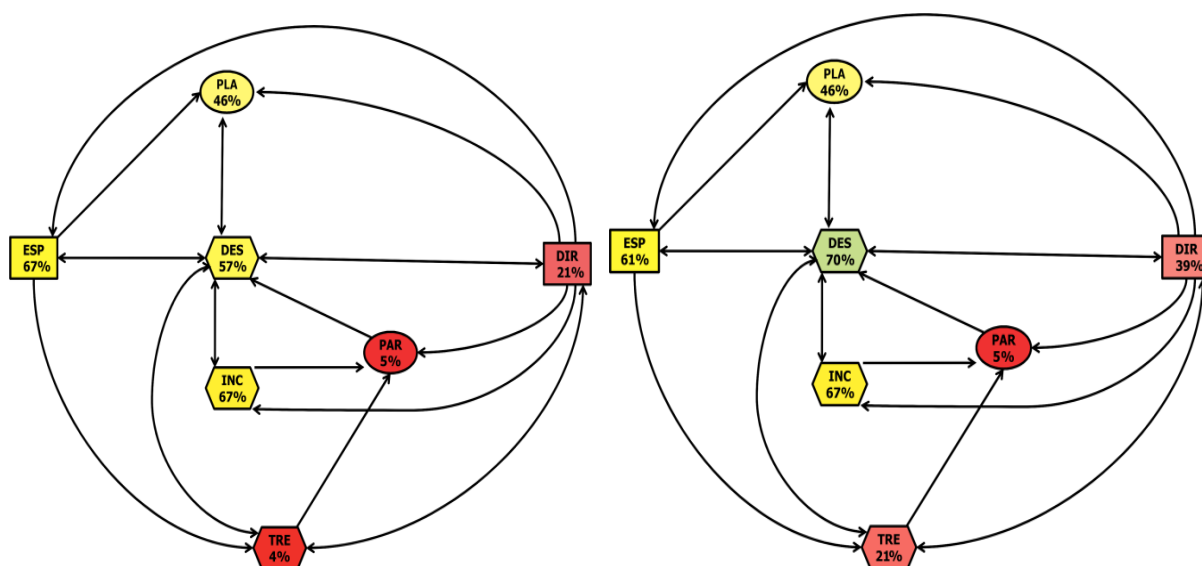 PLA
46%
ESP
67%
DES
57%
DIR
21%
PAR
5%
INC
67%
TRE
4%
PLA
46%
ESP
61%
DES
70%
DIR
39%
PAR
5%
INC
67%
TRE
21%